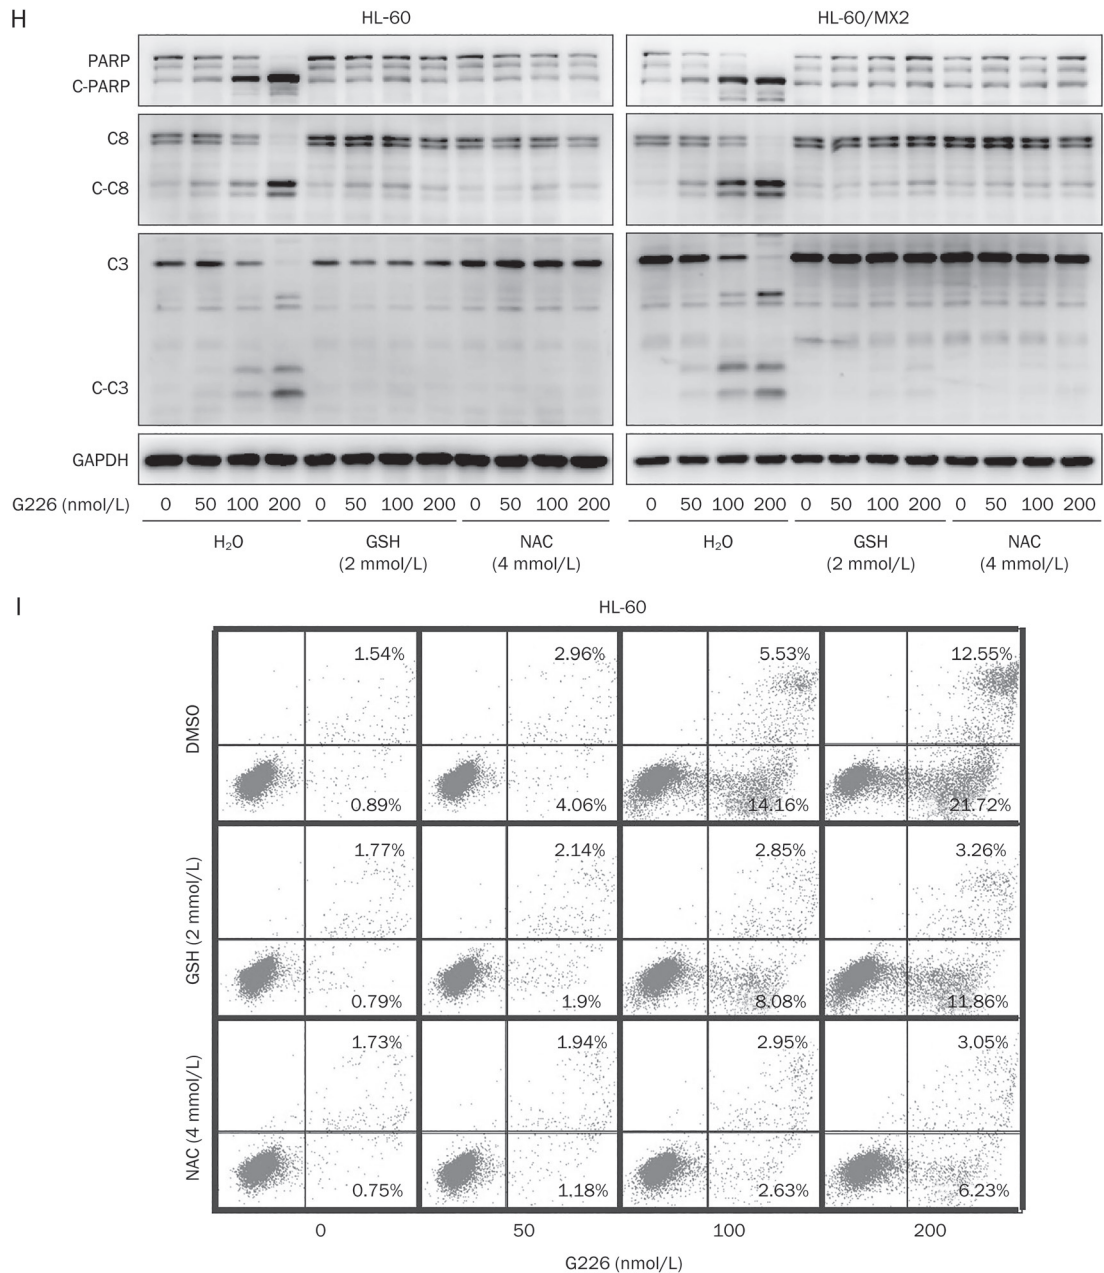 H
HL-60 HL-60/MX2
PARP
C-PARP
C8
C-C8
C3
C-C3
GAPDH
G226 (nmol/L) 0 50 100 200 0 50 100 200 0 50 100 200 0 50 100 200 0 50 100 200 0 50 100 200
H₂O GSH NAC H₂O GSH NAC
(2 mmol/L) (4 mmol/L) (2 mmol/L) (4 mmol/L)
I
HL-60
DMSO
1.54% 2.96% 5.53% 12.55%
0.89% 4.06% 14.16% 21.72%
GSH (2 mmol/L)
1.77% 2.14% 2.85% 3.26%
0.79% 1.9% 8.08% 11.86%
NAC (4 mmol/L)
1.73% 1.94% 2.95% 3.05%
0.75% 1.18% 2.63% 6.23%
0 50 100 200
G226 (nmol/L)